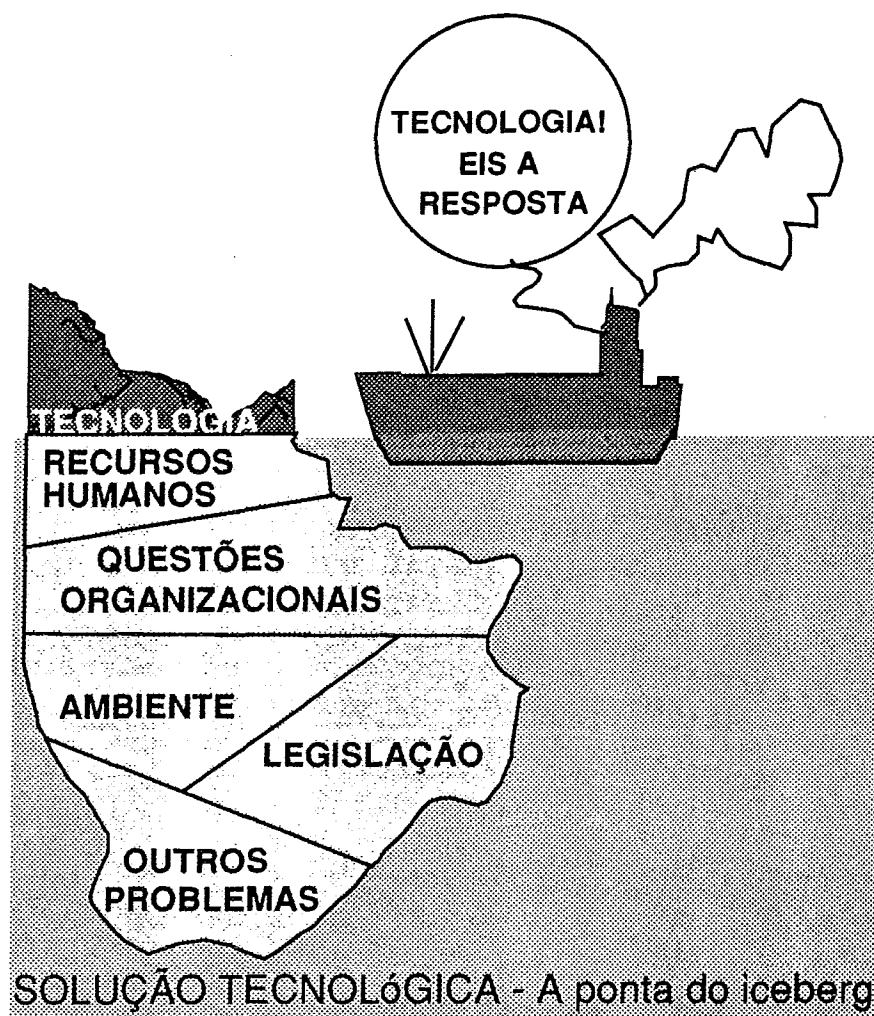 TECNOLOGIA!
EIS A
RESPOSTA
TECNOLOGIA
RECURSOS
HUMANOS
QUESTÕES
ORGANIZACIONAIS
AMBIENTE
LEGISLAÇÃO
OUTROS
PROBLEMAS
SOLUÇÃO TECNOLóGICA - A ponta do iceberg